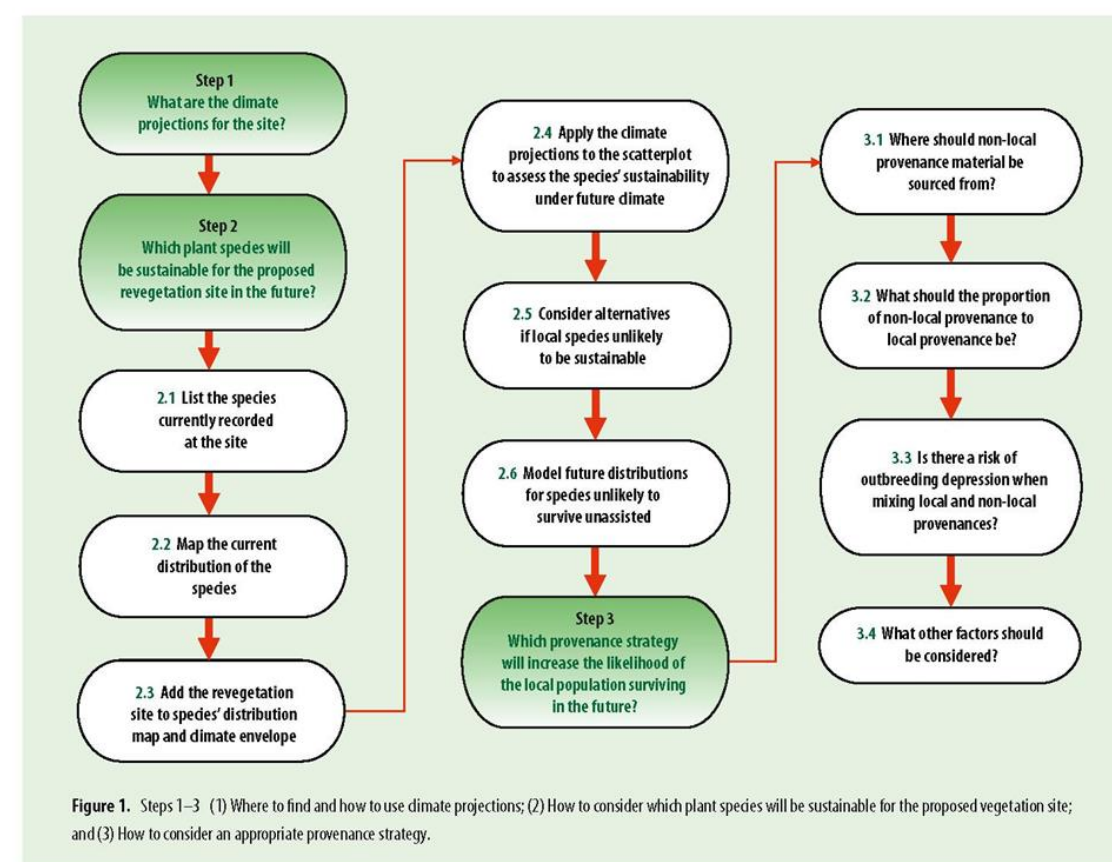 Step 1
What are the climate
projections for the site?
Step 2
Which plant species will
be sustainable for the proposed
revegetation site in the future?
2.1 List the species
currently recorded
at the site
2.2 Map the current
distribution of the
species
2.3 Add the revegetation
site to species' distribution
map and climate envelope
2.4 Apply the climate
projections to the scatterplot
to assess the species' sustainability
under future climate
2.5 Consider alternatives
if local species unlikely
to be sustainable
2.6 Model future distributions
for species unlikely to
survive unassisted
Step 3
Which provenance strategy
will increase the likelihood of
the local population surviving
in the future?
3.1 Where should non-local
provenance material be
sourced from?
3.2 What should the proportion
of non-local provenance to
local provenance be?
3.3 Is there a risk of
outbreeding depression when
mixing local and non-local
provenances?
3.4 What other factors should
be considered?
Figure 1. Steps 1–3 (1) Where to find and how to use climate projections; (2) How to consider which plant species will be sustainable for the proposed vegetation site;
and (3) How to consider an appropriate provenance strategy.